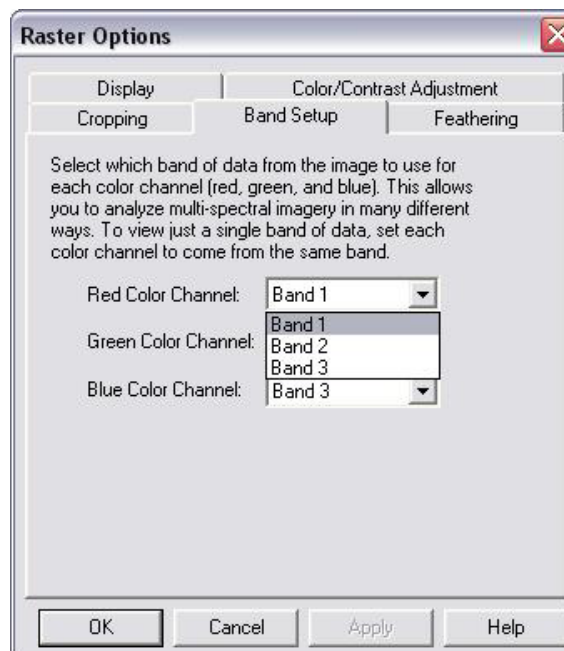 Raster Options
Display Color/Contrast Adjustment
Cropping Band Setup Feathering
Select which band of data from the image to use for
each color channel (red, green, and blue). This allows
you to analyze multi-spectral imagery in many different
ways. To view just a single band of data, set each
color channel to come from the same band.
Red Color Channel: Band 1
Band 1
Green Color Channel: Band 2
Band 3
Blue Color Channel: Band 3
OK Cancel Apply Help